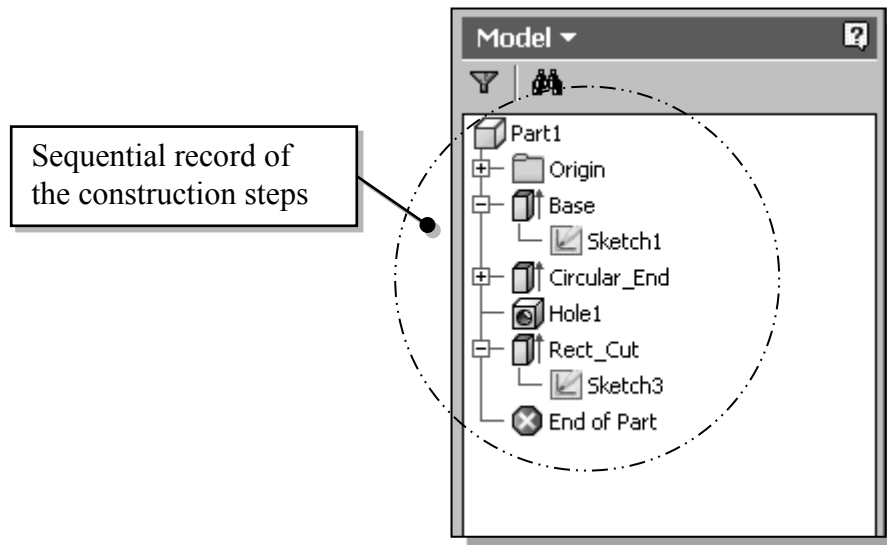 Model
?
Sequential record of
the construction steps
Part1
Origin
Base
Sketch1
Circular_End
Hole1
Rect_Cut
Sketch3
End of Part